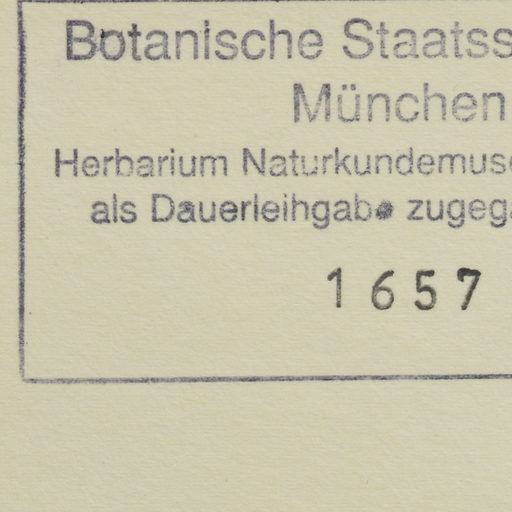 Botanische Staatss
München
Herbarium Naturkundemuse
als Dauerleihgabe zugega
1657